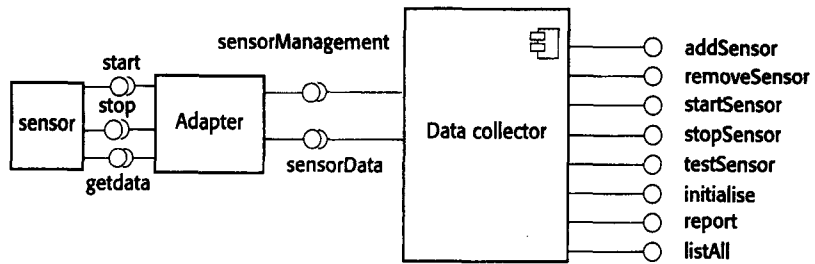 sensorManagement
start
stop
sensor
getdata
Adapter
sensorData
Data collector
addSensor
removeSensor
startSensor
stopSensor
testSensor
initialise
report
listAll